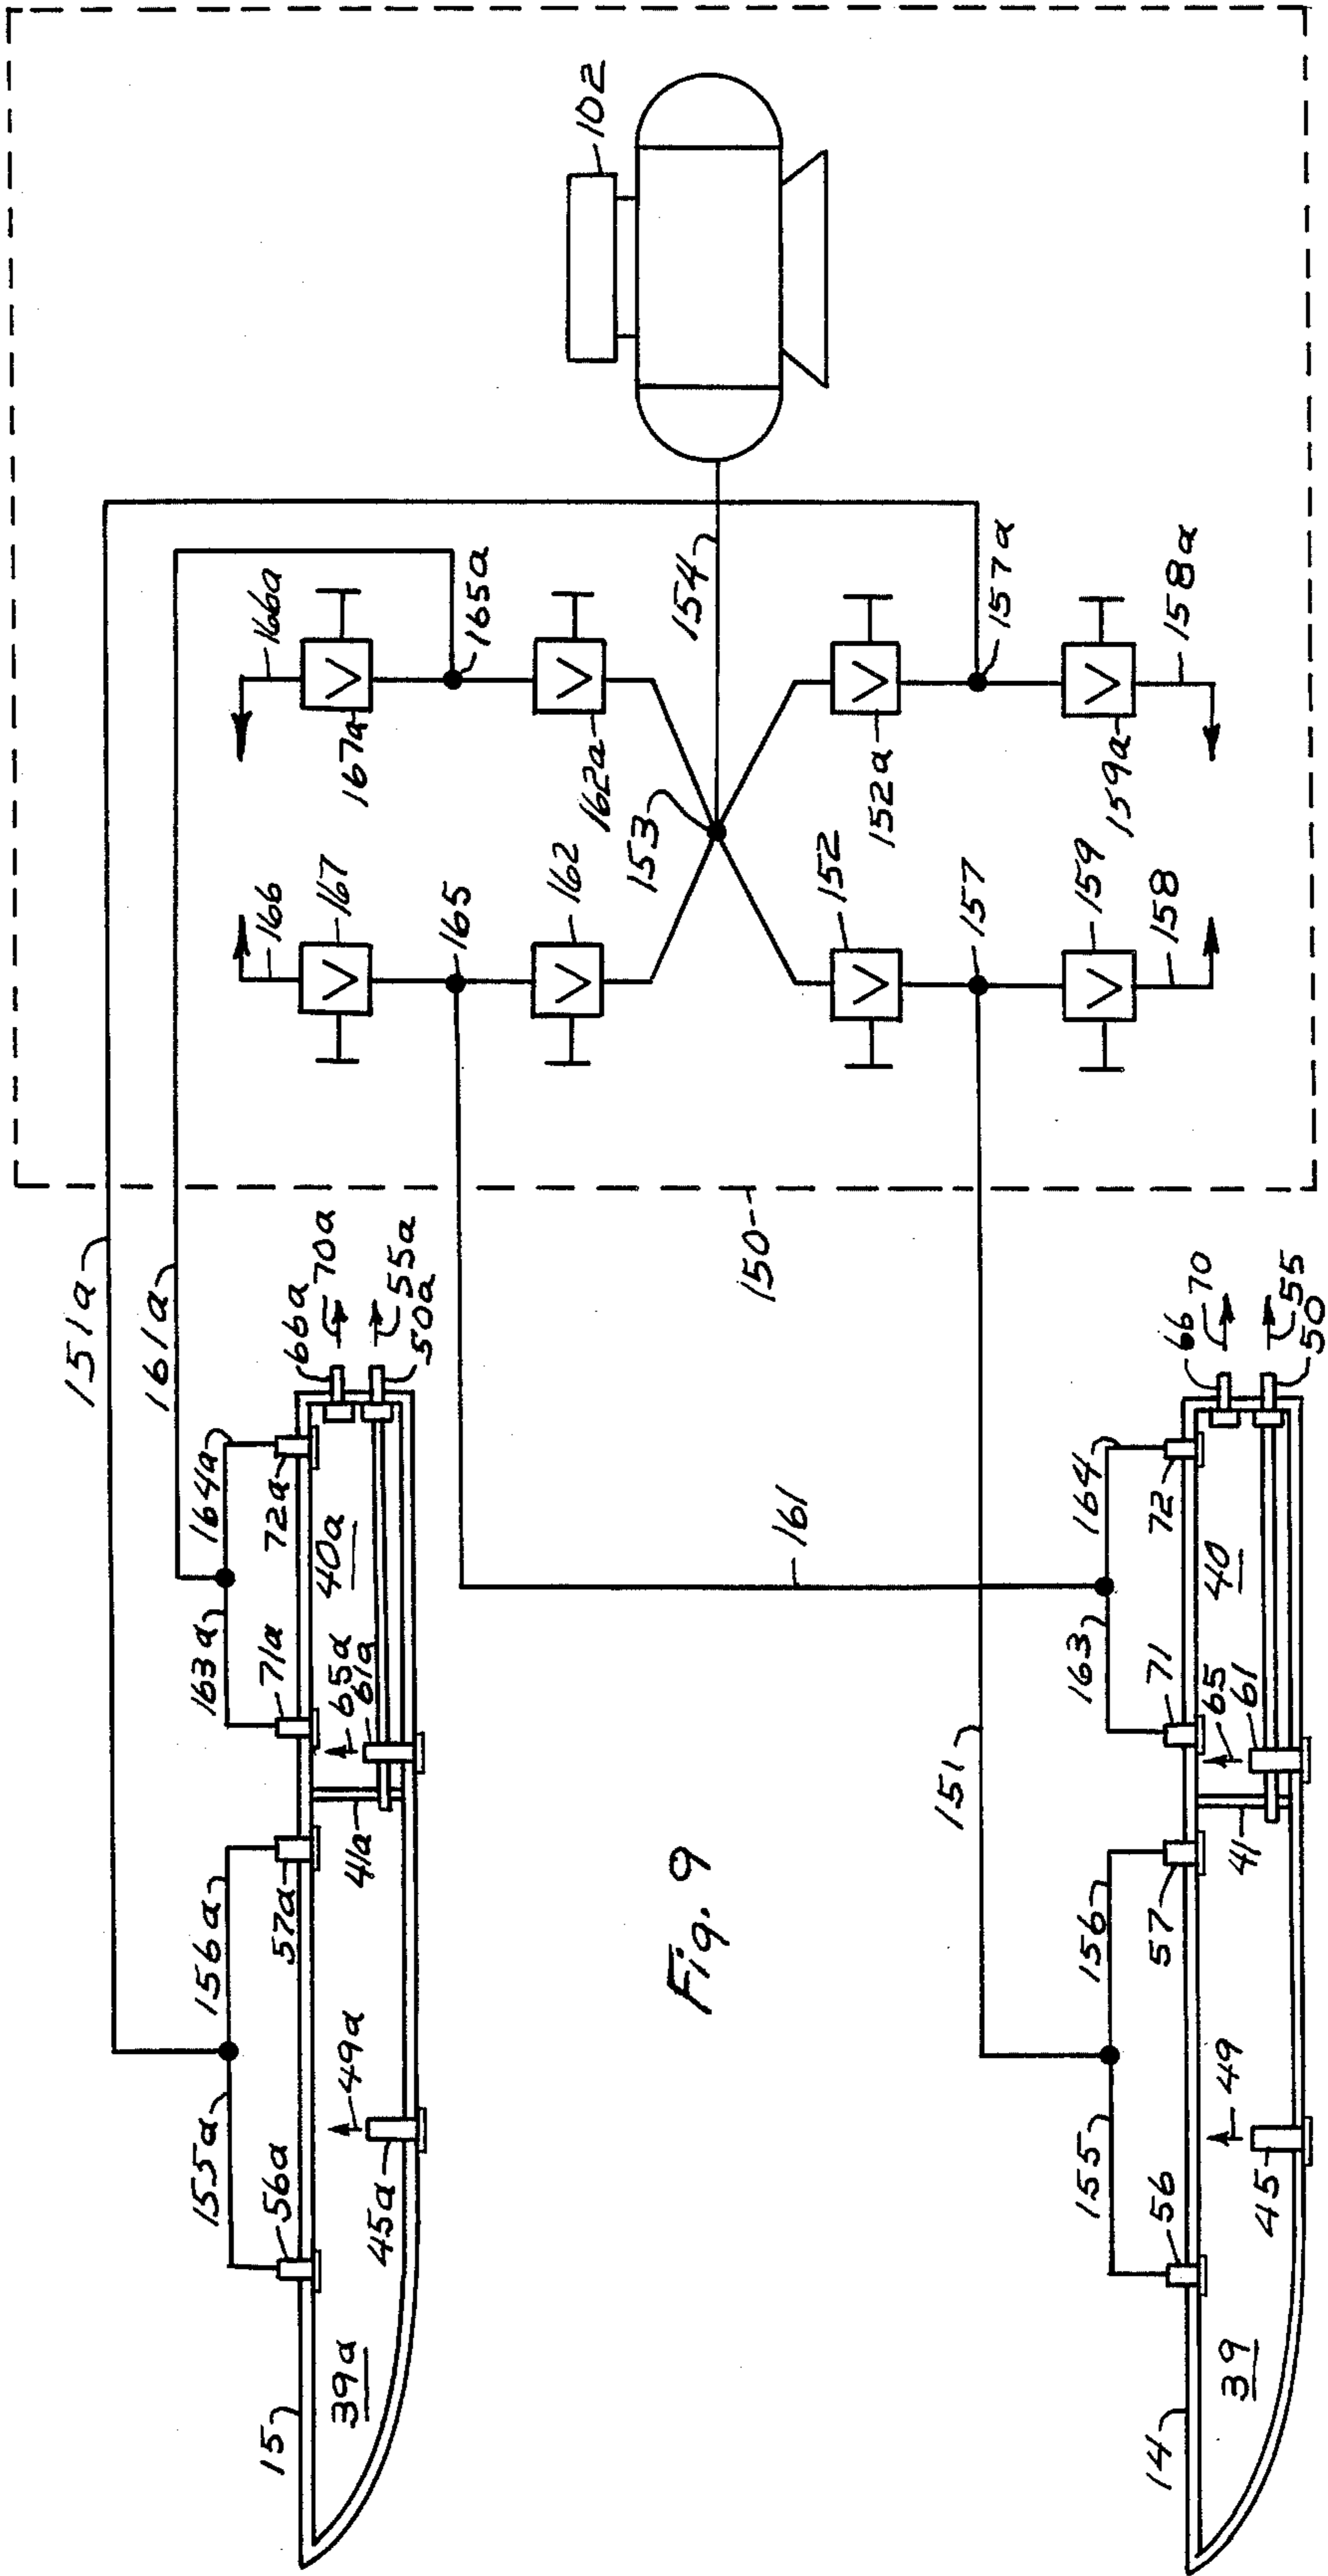 151a
161a
155a
156a
163a
164a
66a
70a
55a
50a
56a
57a
71a
72a
15
39a
49a
45a
41a
65a
61a
40a
166
166a
167
167a
165
165a
162
162a
102
153
154
152
152a
157
157a
159
159a
158
158a
150
Fig. 9
161
151
155
156
163
164
66
70
55
50
56
57
71
72
14
39
49
45
41
65
61
40
V
V
V
V
V
V
V
V